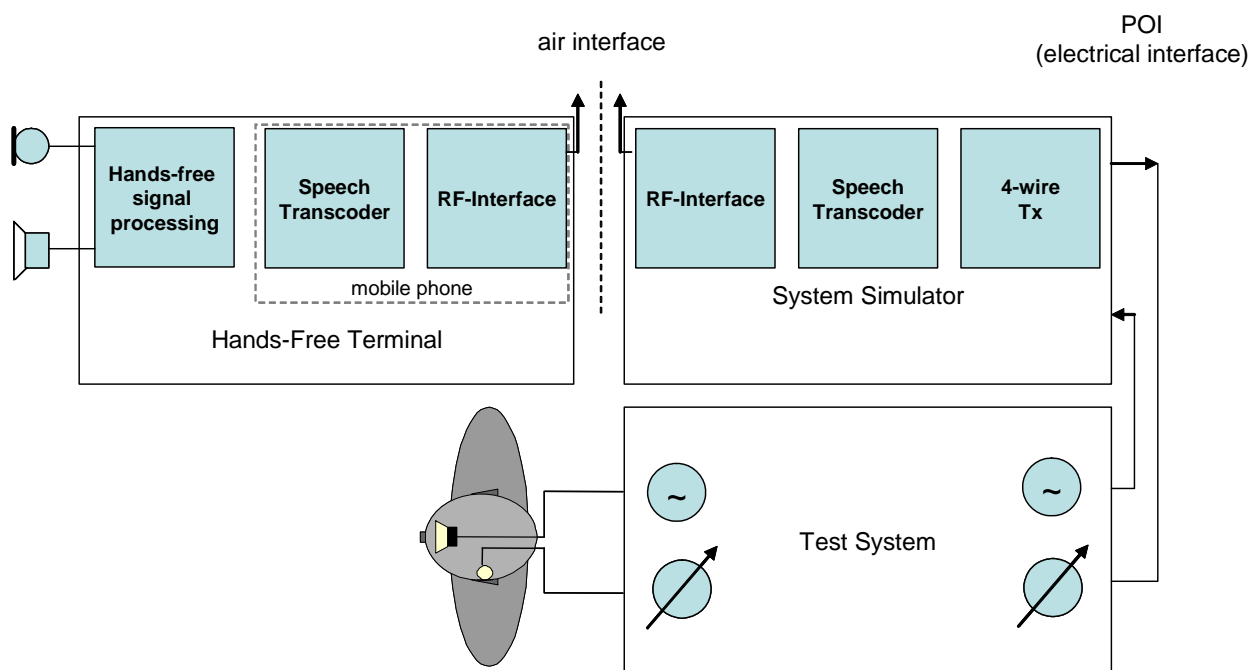 POI
air interface
(electrical interface)
Hands-free
signal
processing
Speech
Transcoder
RF-Interface
RF-Interface
Speech
Transcoder
4-wire
Tx
mobile phone
System Simulator
Hands-Free Terminal
~
~
Test System